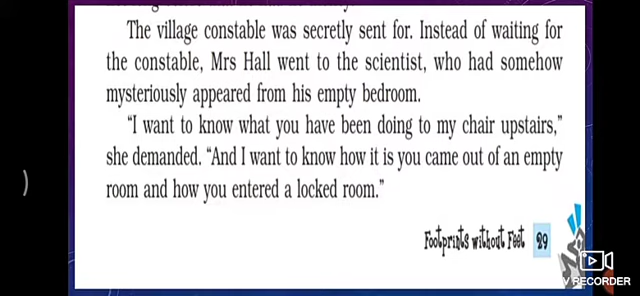 The village constable was secretly sent for. Instead of waiting for
the constable, Mrs Hall went to the scientist, who had somehow
mysteriously appeared from his empty bedroom.
"I want to know what you have been doing to my chair upstairs,"
she demanded. "And I want to know how it is you came out of an empty
room and how you entered a locked room."
Footprints without Feet 29
V RECORDER